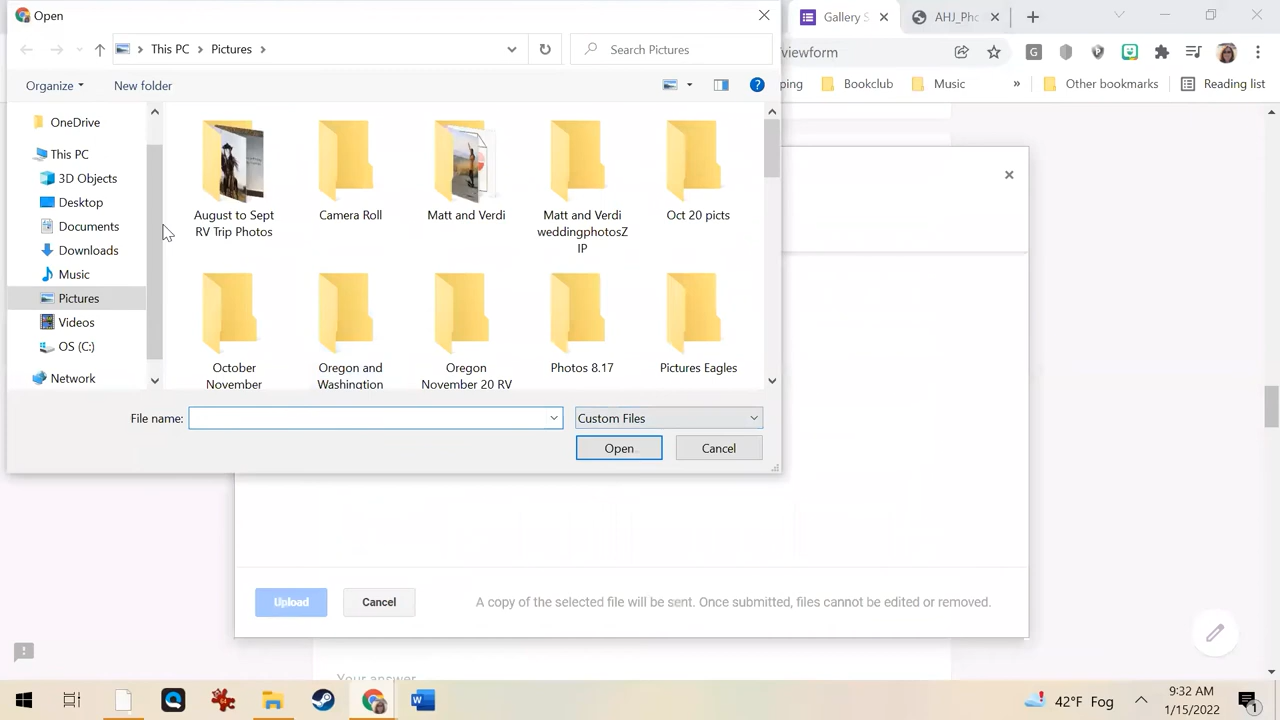 Open
Gallery S
AHJ_Phc
This PC
Pictures
Search Pictures
viewform
Organize
New folder
ping
Bookclub
Music
»
Other bookmarks
Reading list
OneDrive
This PC
3D Objects
Desktop
Documents
Downloads
Music
Pictures
Videos
OS (C:)
Network
August to Sept
RV Trip Photos
Camera Roll
Matt and Verdi
Matt and Verdi
weddingphotosZ
IP
Oct 20 picts
October
November
Oregon and
Washington
Oregon
November 20 RV
Photos 8.17
Pictures Eagles
File name:
Custom Files
Open
Cancel
Upload
Cancel
A copy of the selected file will be sent. Once submitted, files cannot be edited or removed.
Your answer
42°F Fog
9:32 AM
1/15/2022
1